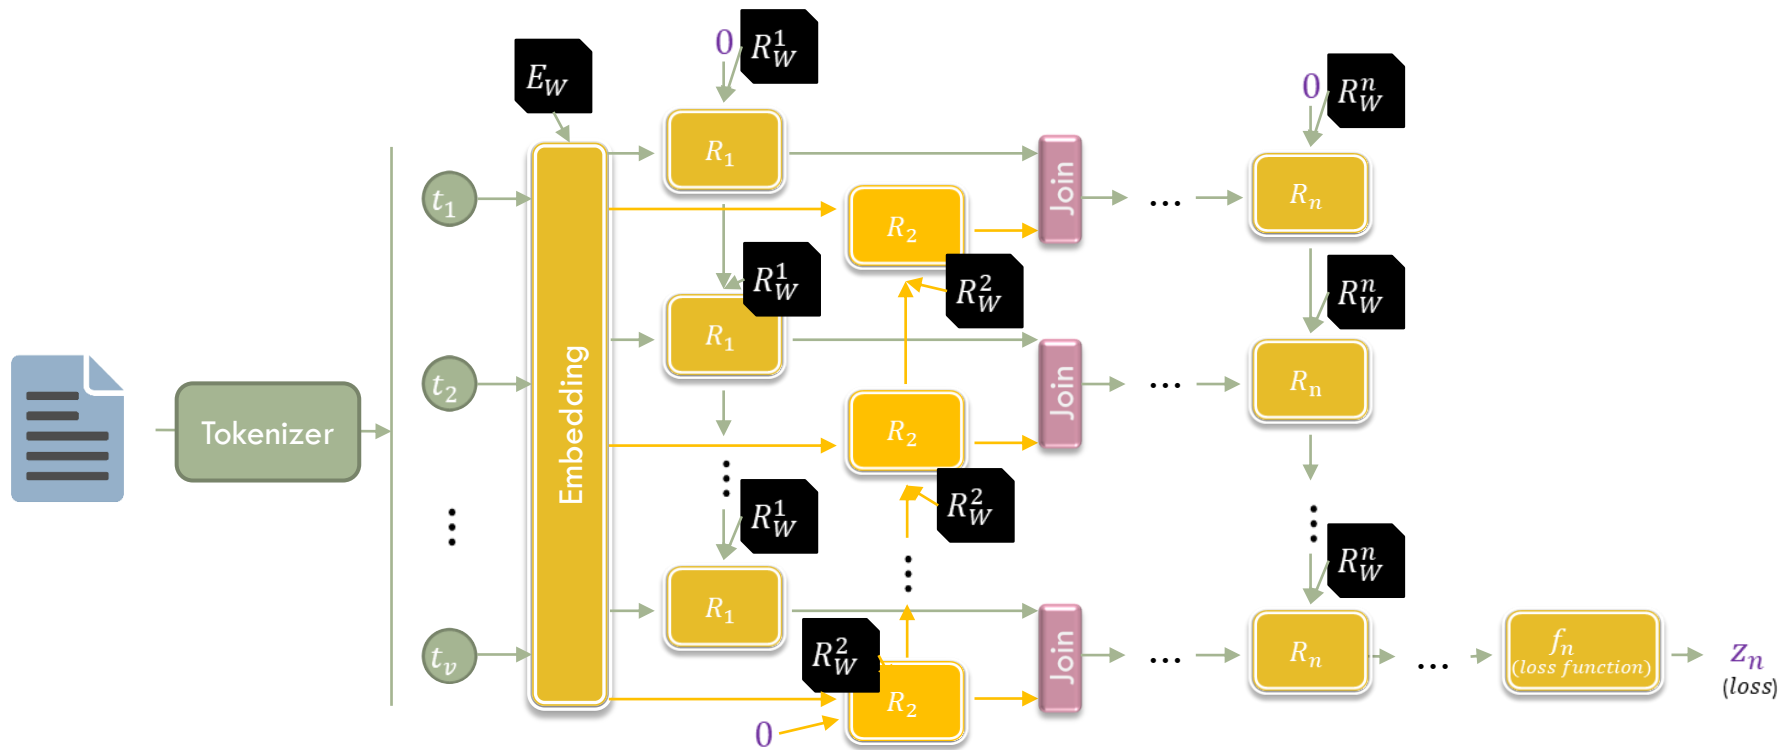 0 R_W^1
E_W
0 R_W^n
R_1
Join
... R_n
t_1
R_2
R_W^1
R_W^2
R_W^n
R_1
Join
... R_n
t_2
Embedding
Tokenizer
R_2
R_W^1
R_W^2
R_W^n
R_1
Join
... R_n ...
f_n
(loss function)
z_n
(loss)
t_v
R_W^2
R_2
0